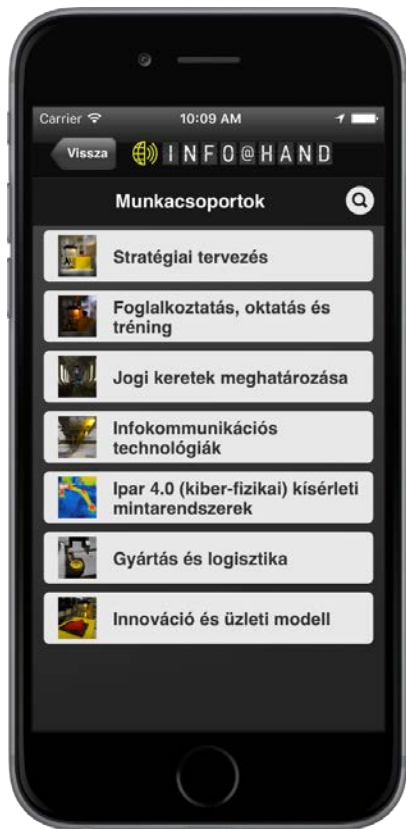 Carrier 10:09 AM
Vissza INFO@HAND
Munkacsoportok
Stratégiai tervezés
Foglalkoztatás, oktatás és
tréning
Jogi keretek meghatározása
Infokommunikációs
technológiák
Ipar 4.0 (kiber-fizikai) kísérleti
mintarendszerek
Gyártás és logisztika
Innováció és üzleti modell